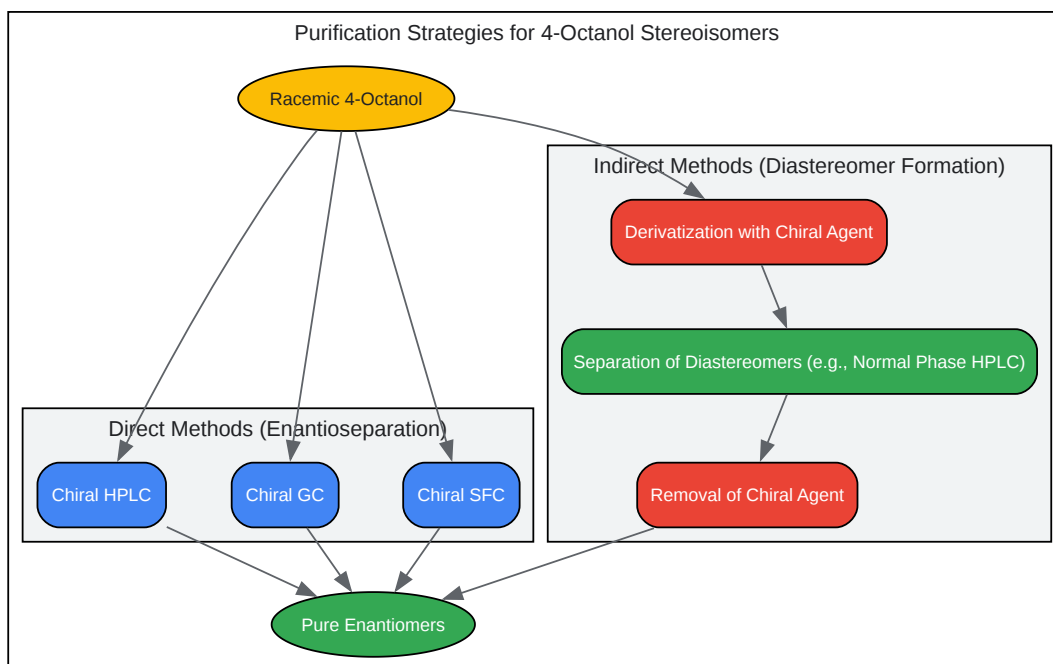 Purification Strategies for 4-Octanol Stereoisomers
Racemic 4-Octanol
Indirect Methods (Diastereomer Formation)
Derivatization with Chiral Agent
Separation of Diastereomers (e.g., Normal Phase HPLC)
Direct Methods (Enantioseparation)
Chiral HPLC
Chiral GC
Chiral SFC
Removal of Chiral Agent
Pure Enantiomers